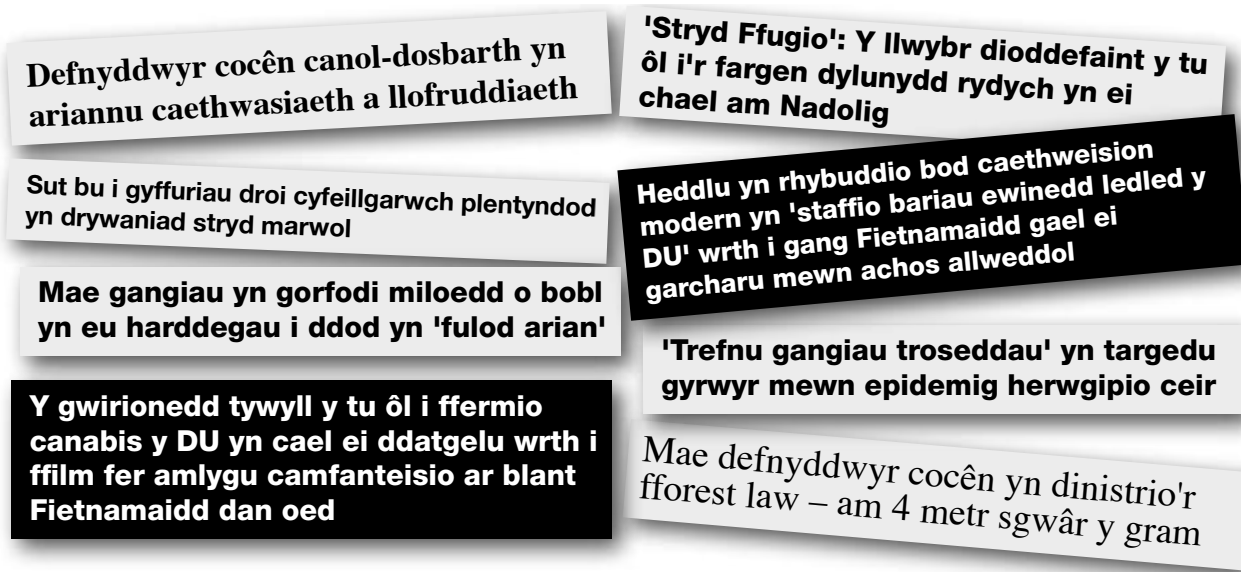 Defnyddwyr cocên canol-dosbarth yn
ariannu caethwasiaeth a llofruddiaeth
Sut bu i gyffuriau droi cyfeillgarwch plentyndod
yn drywaniad stryd marwol
Mae gangiau yn gorfodi miloedd o bobl
yn eu harddegau i ddod yn 'fulod arian'
Y gwirionedd tywyll y tu ôl i ffermio
canabis y DU yn cael ei ddatgelu wrth i
ffilm fer amlygu camfanteisio ar blant
Fietnamaidd dan oed
'Stryd Ffugio': Y llwybr dioddefaint y tu
ôl i'r fargen dylunydd rydych yn ei
chael am Nadolig
Heddlu yn rhybuddio bod caethweision
modern yn 'staffio bariau ewinedd ledled y
DU' wrth i gang Fietnamaidd gael ei
garcharu mewn achos allweddol
'Trefnu gangiau troseddau' yn targedu
gyrwyr mewn epidemig herwgipio ceir
Mae defnyddwyr cocên yn dinistrio'r
fforest law – am 4 metr sgwâr y gram